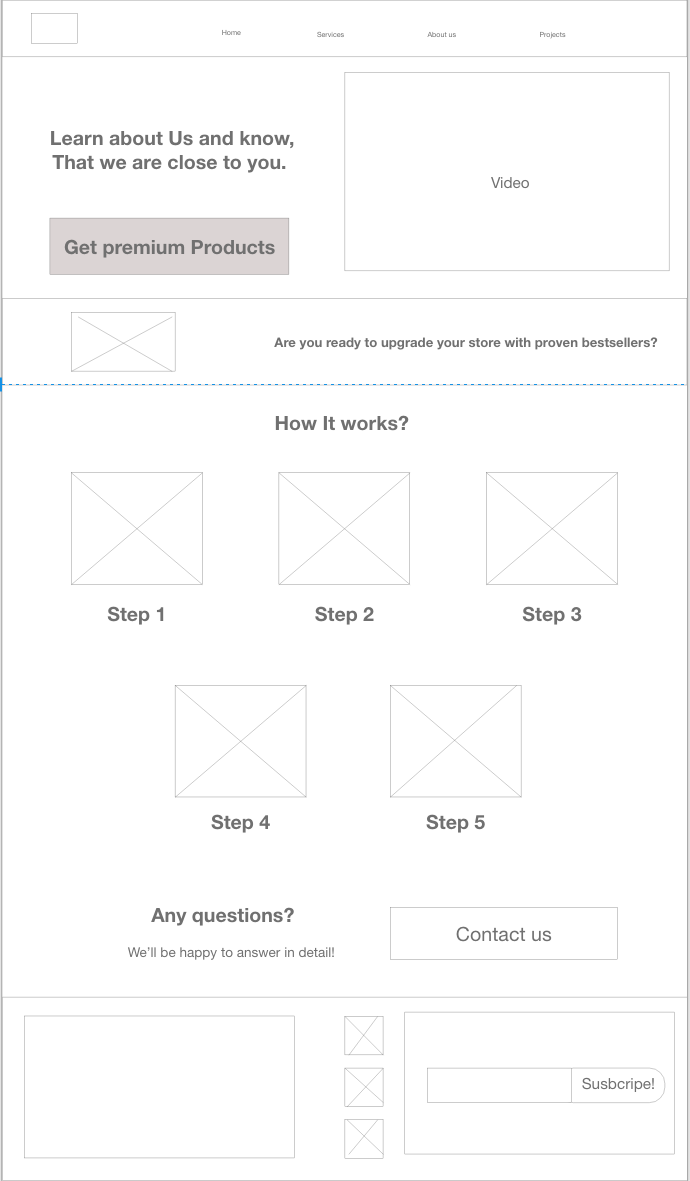 Home
Services
About us
Projects
Learn about Us and know,
That we are close to you.
Video
Get premium Products
Are you ready to upgrade your store with proven bestsellers?
How It works?
Step 1
Step 2
Step 3
Step 4
Step 5
Any questions?
We'll be happy to answer in detail!
Contact us
Susbcripe!